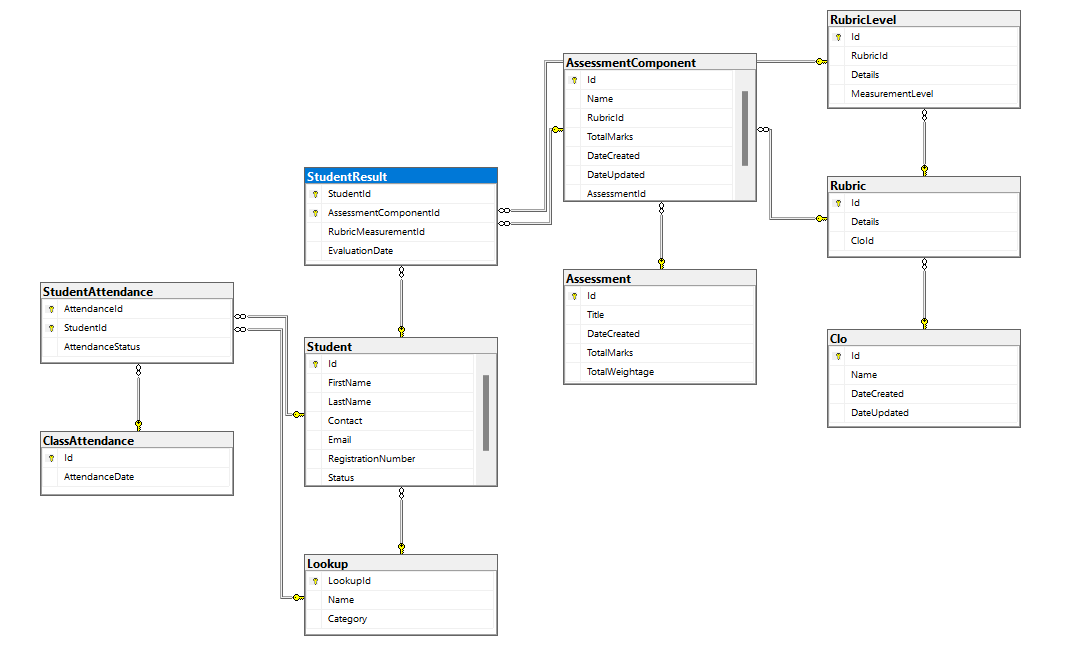 RubricLevel
Id
RubricId
Details
MeasurementLevel
AssessmentComponent
Id
Name
RubricId
TotalMarks
DateCreated
DateUpdated
AssessmentId
StudentResult
StudentId
AssessmentComponentId
RubricMeasurementId
EvaluationDate
Rubric
Id
Details
CloId
Assessment
Id
Title
DateCreated
TotalMarks
TotalWeightage
StudentAttendance
AttendanceId
StudentId
AttendanceStatus
Student
Id
FirstName
LastName
Contact
Email
RegistrationNumber
Status
Clo
Id
Name
DateCreated
DateUpdated
ClassAttendance
Id
AttendanceDate
Lookup
LookupId
Name
Category